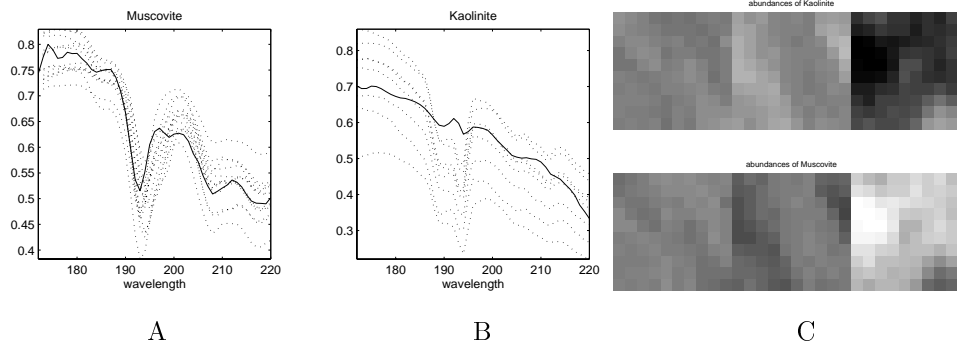 Muscovite
0.8
0.75
0.7
0.65
0.6
0.55
0.5
0.45
0.4
180 190 200 210 220
wavelength
A
Kaolinite
0.8
0.7
0.6
0.5
0.4
0.3
180 190 200 210 220
wavelength
B
abundances of Kaolinite
abundances of Muscovite
C